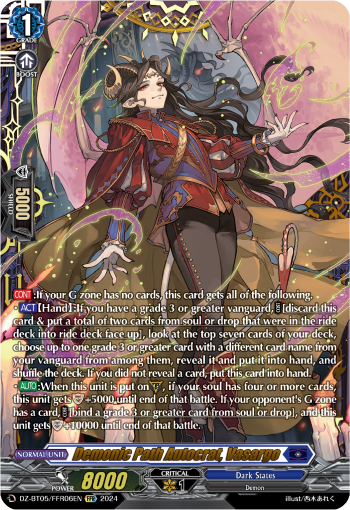 1
GRADE
BOOST
5000
SHIELD
CONT:If your G zone has no cards, this card gets all of the following.
・ACT[Hand]:If you have a grade 3 or greater vanguard, [discard this
card & put a total of two cards from soul or drop that were in the ride
deck into ride deck face up], look at the top seven cards of your deck,
choose up to one grade 3 or greater card with a different card name from
your vanguard from among them, reveal it and put it into hand, and
shuffle the deck. If you did not reveal a card, put this card into hand.
・AUTO:When this unit is put on , if your soul has four or more cards,
this unit gets +5000 until end of that battle. If your opponent's G zone
has a card, [bind a grade 3 or greater card from soul or drop], and this
unit gets +10000 until end of that battle.
NORMAL UNIT
Demonic Path Autocrat, Vasargo
POWER 8000
CRITICAL
1
Dark States
Demon
DZ-BT05/FFR06EN FFR 2024
illust/西木あれく